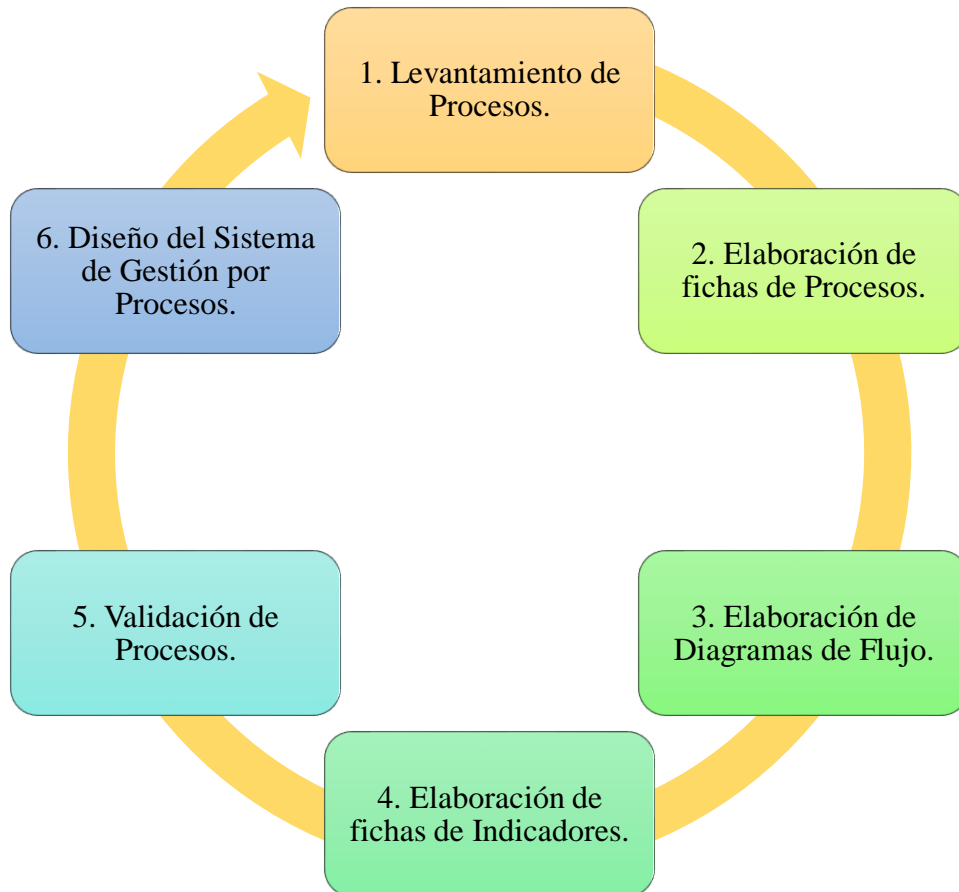 1. Levantamiento de
Procesos.
2. Elaboración de
fichas de Procesos.
3. Elaboración de
Diagramas de Flujo.
4. Elaboración de
fichas de Indicadores.
5. Validación de
Procesos.
6. Diseño del Sistema
de Gestión por
Procesos.